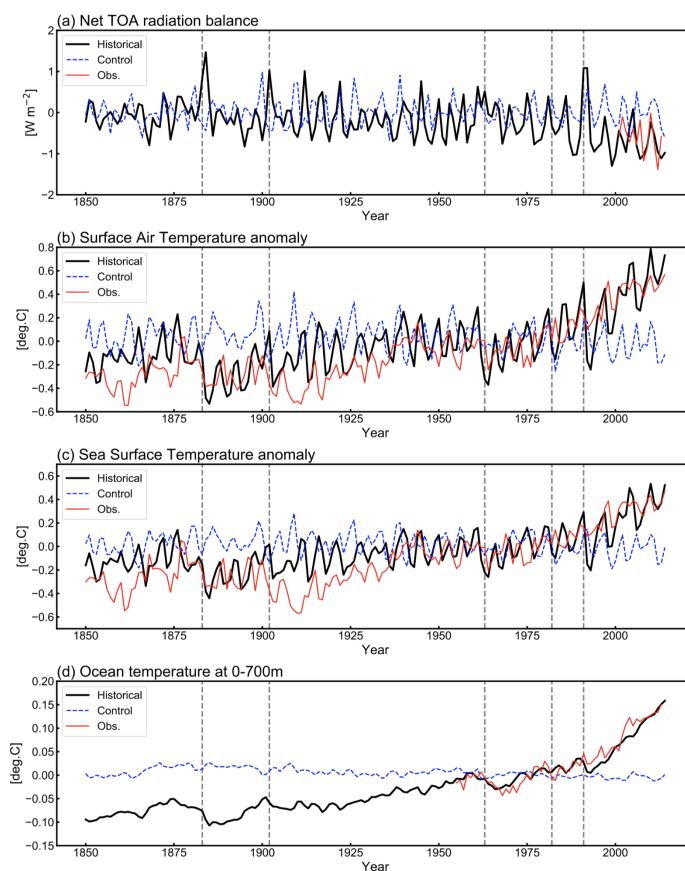 (a) Net TOA radiation balance
2
1
0
−1
−2
[W m−2]
Historical
Control
Obs.
1850 1875 1900 1925 1950 1975 2000
Year
(b) Surface Air Temperature anomaly
0.8
0.6
0.4
0.2
0.0
−0.2
−0.4
−0.6
[deg.C]
Historical
Control
Obs.
1850 1875 1900 1925 1950 1975 2000
Year
(c) Sea Surface Temperature anomaly
0.6
0.4
0.2
0.0
−0.2
−0.4
−0.6
[deg.C]
Historical
Control
Obs.
1850 1875 1900 1925 1950 1975 2000
Year
(d) Ocean temperature at 0-700m
0.20
0.15
0.10
0.05
0.00
−0.05
−0.10
−0.15
[deg.C]
Historical
Control
Obs.
1850 1875 1900 1925 1950 1975 2000
Year